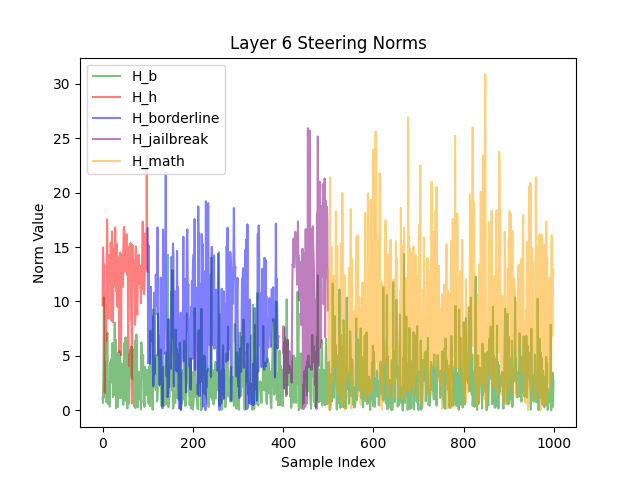 Layer 6 Steering Norms
H_b
H_h
H_borderline
H_jailbreak
H_math
Norm Value
30
25
20
15
10
5
0
0 200 400 600 800 1000
Sample Index